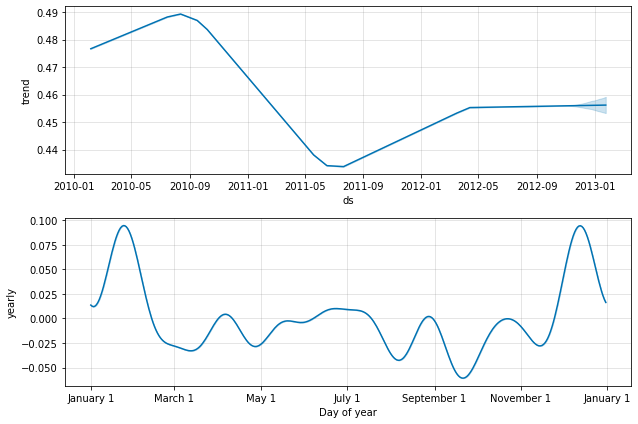 0.49
0.48
0.47
0.46
0.45
0.44
trend
2010-01 2010-05 2010-09 2011-01 2011-05 2011-09 2012-01 2012-05 2012-09 2013-01
ds
0.100
0.075
0.050
0.025
0.000
−0.025
−0.050
yearly
January 1 March 1 May 1 July 1 September 1 November 1 January 1
Day of year